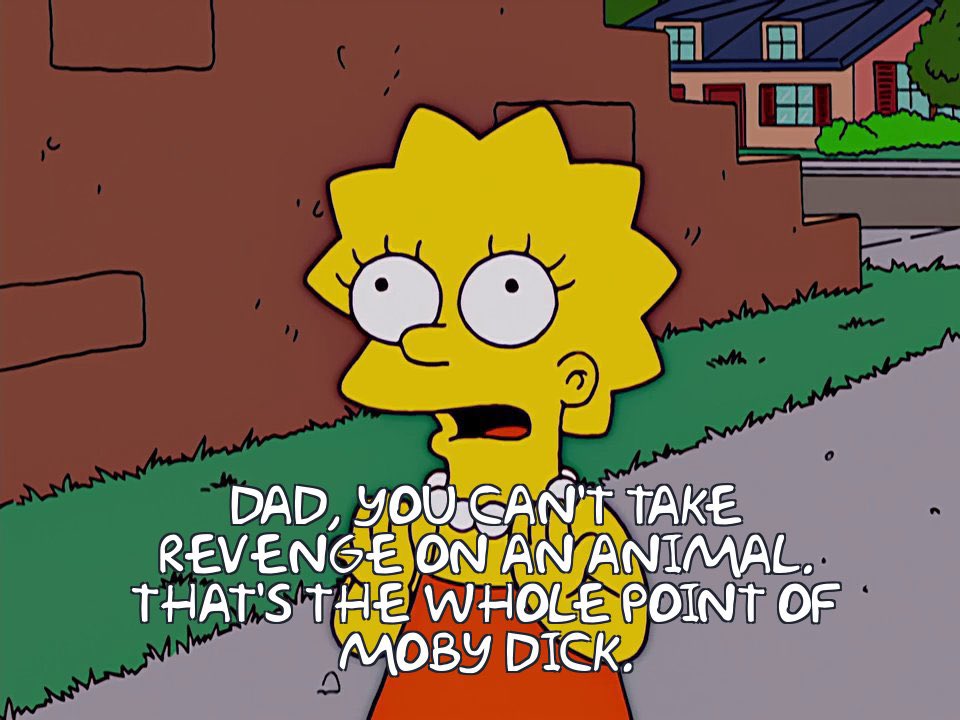 DAD, YOU CAN'T TAKE
REVENGE ON AN ANIMAL.
THAT'S THE WHOLE POINT OF
MOBY DICK.